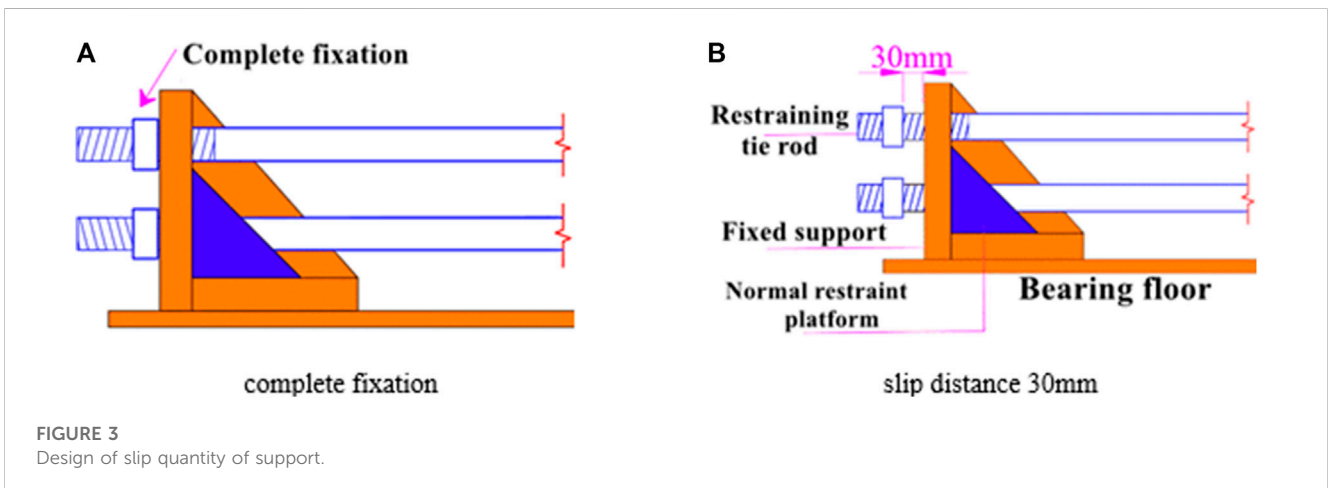 A
Complete fixation
complete fixation
B
30mm
Restraining
tie rod
Fixed support
Normal restraint
platform
Bearing floor
slip distance 30mm
FIGURE 3
Design of slip quantity of support.